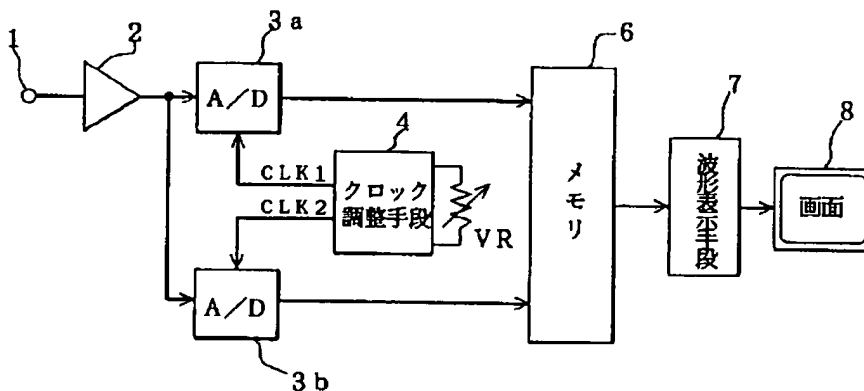 3a
6
1
2
A/D
7
4
8
CLK1
クロック
調整手段
CLK2
VR
メモリ
波形表示手段
画面
A/D
3b